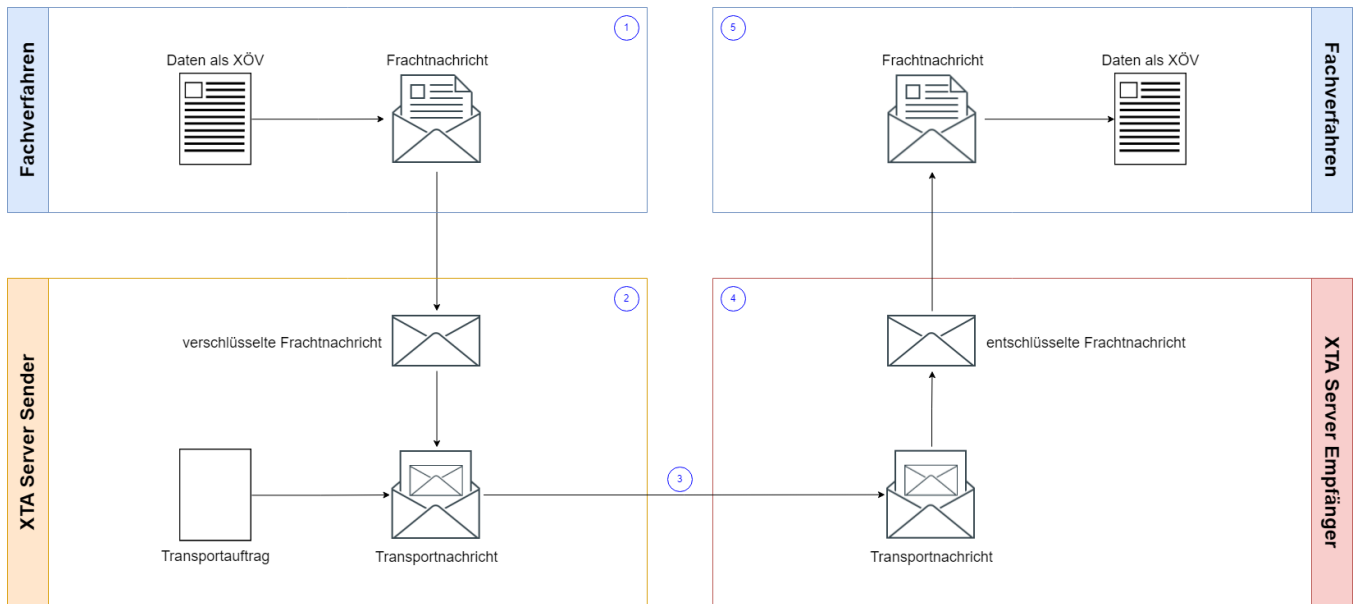 Fachverfahren
1
Daten als XÖV
Frachtnachricht
5
Frachtnachricht
Daten als XÖV
Fachverfahren
XTA Server Sender
2
verschlüsselte Frachtnachricht
Transportauftrag
Transportnachricht
3
4
entschlüsselte Frachtnachricht
Transportnachricht
XTA Server Empfänger